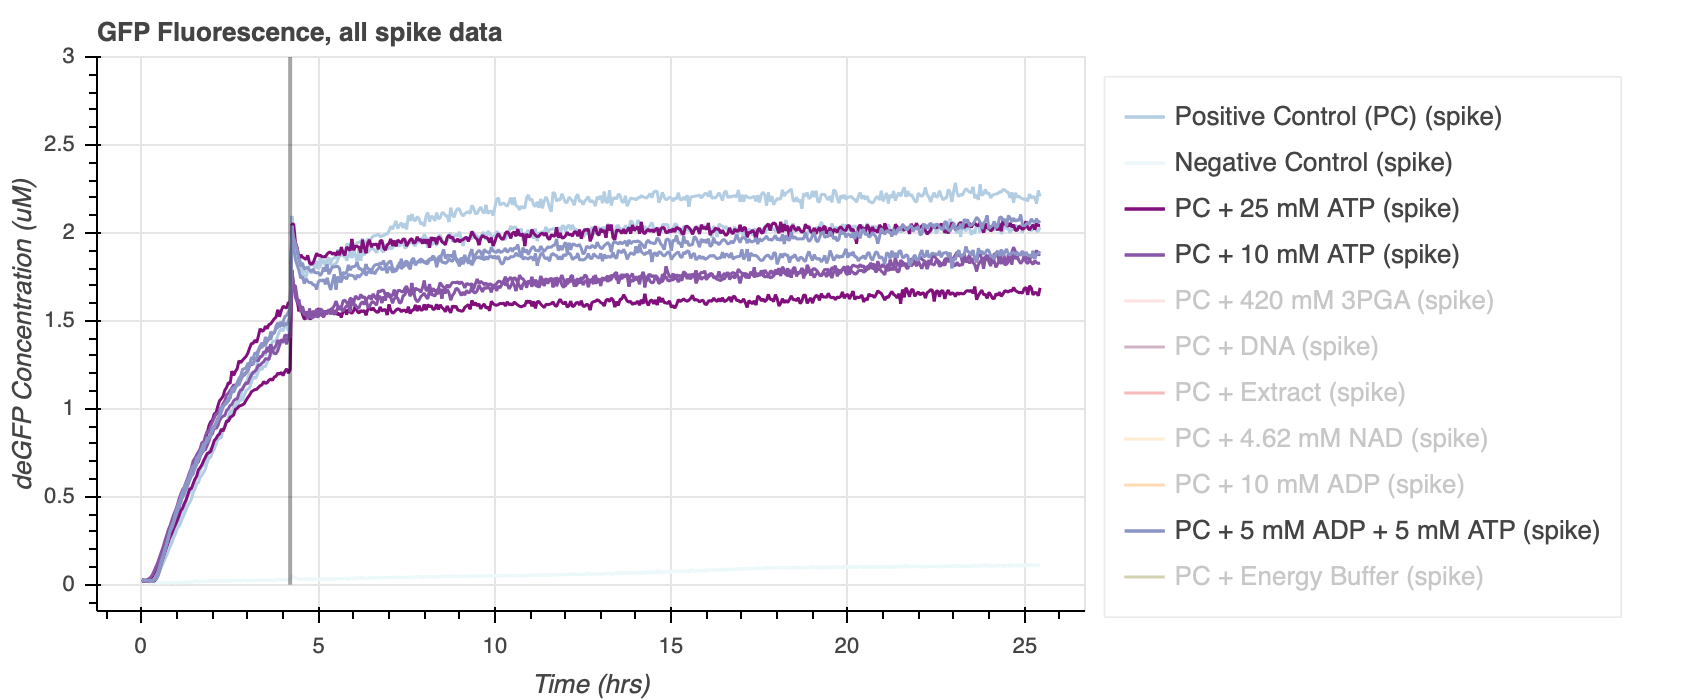 GFP Fluorescence, all spike data
3
2.5
2
1.5
1
0.5
0
deGFP Concentration (uM)
0 5 10 15 20 25
Time (hrs)
Positive Control (PC) (spike)
Negative Control (spike)
PC + 25 mM ATP (spike)
PC + 10 mM ATP (spike)
PC + 420 mM 3PGA (spike)
PC + DNA (spike)
PC + Extract (spike)
PC + 4.62 mM NAD (spike)
PC + 10 mM ADP (spike)
PC + 5 mM ADP + 5 mM ATP (spike)
PC + Energy Buffer (spike)